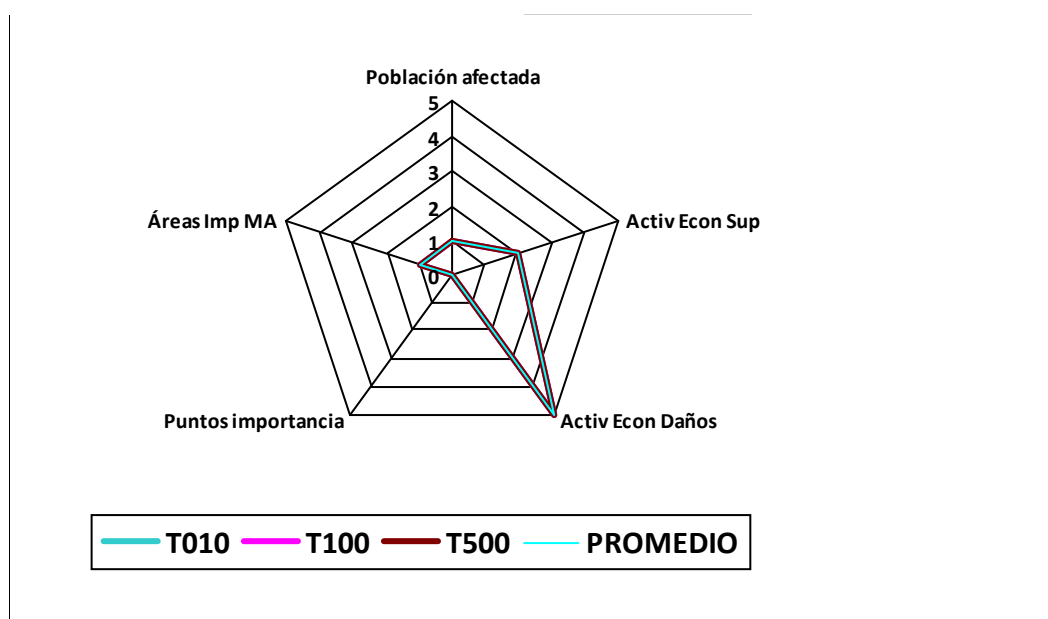 Población afectada
5
4
3
2
1
0
Áreas Imp MA
Activ Econ Sup
Puntos importancia
Activ Econ Daños
T010 T100 T500 PROMEDIO